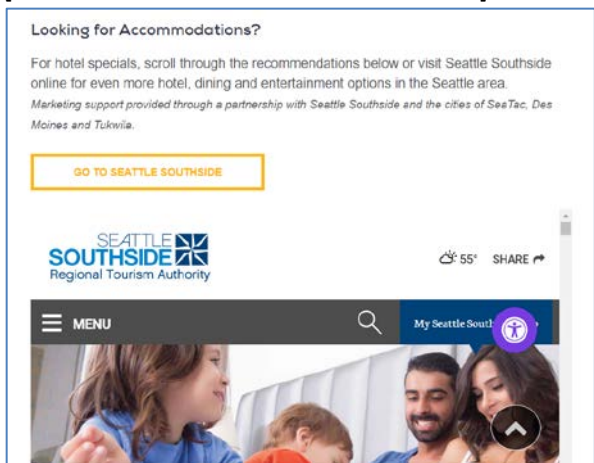 Looking for Accommodations?
For hotel specials, scroll through the recommendations below or visit Seattle Southside
online for even more hotel, dining and entertainment options in the Seattle area.
Marketing support provided through a partnership with Seattle Southside and the cities of SeaTac, Des
Moines and Tukwila.
GO TO SEATTLE SOUTHSIDE
SEATTLE
SOUTHSIDE
Regional Tourism Authority
55° SHARE
MENU
My Seattle